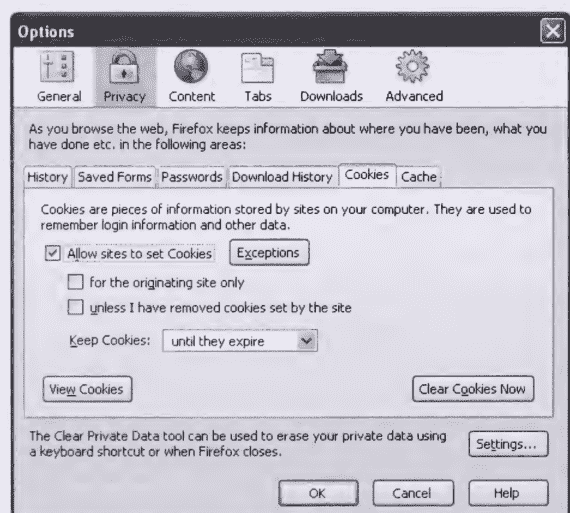 Options
General Privacy Content Tabs Downloads Advanced
As you browse the web, Firefox keeps information about where you have been, what you
have done etc. in the following areas:
History Saved Forms Passwords Download History Cookies Cache
Cookies are pieces of information stored by sites on your computer. They are used to
remember login information and other data.
Allow sites to set Cookies Exceptions
for the originating site only
unless I have removed cookies set by the site
Keep Cookies: until they expire
View Cookies Clear Cookies Now
The Clear Private Data tool can be used to erase your private data using
a keyboard shortcut or when Firefox closes.
Settings...
OK Cancel Help